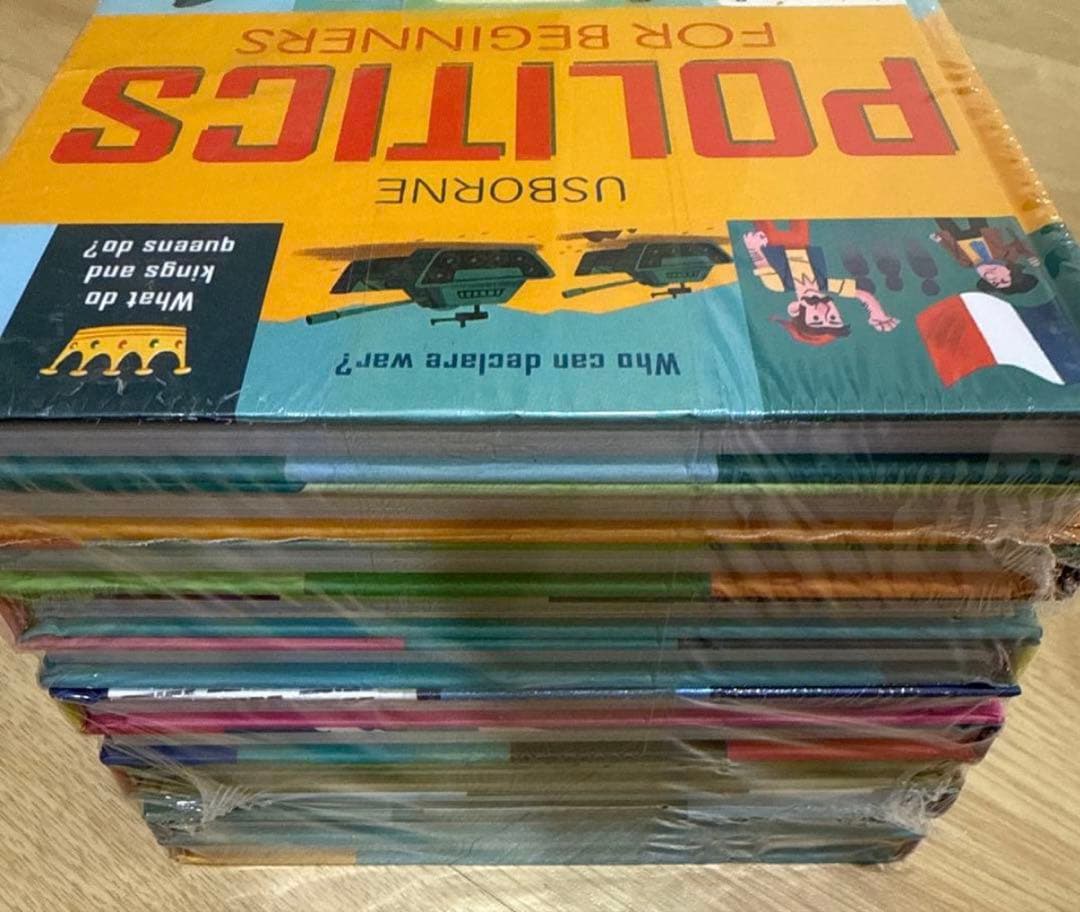 Who can declare war?
What do
kings and
queens do?
USBORNE
POLITICS
FOR BEGINNERS